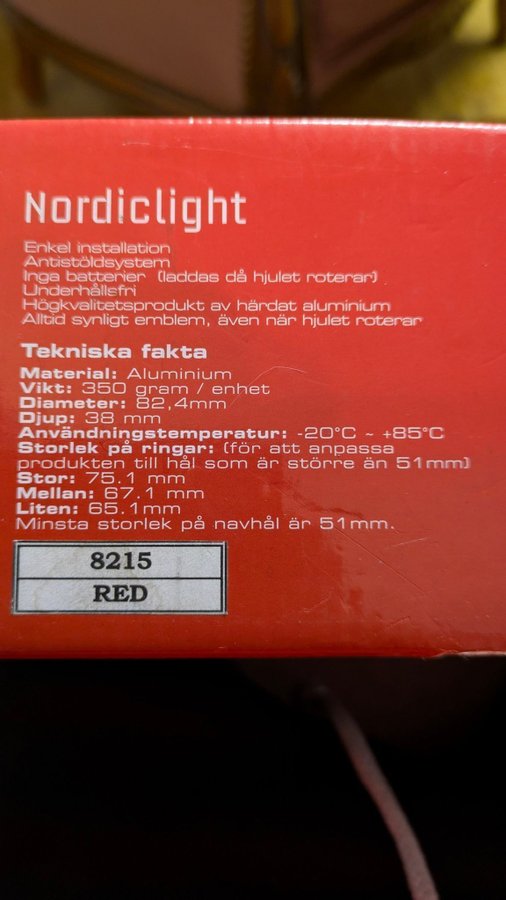 Nordiclight
Enkel installation
Antistöldsystem
Inga batterier (laddas då hjulet roterar)
Underhållsfri
Högkvalitetsprodukt av härdat aluminium
Alltid synligt emblem, även när hjulet roterar
Tekniska fakta
Material: Aluminium
Vikt: 350 gram / enhet
Diameter: 82,4mm
Djup: 38 mm
Användningstemperatur: -20°C ~ +85°C
Storlek på ringar: (för att anpassa
produkten till hål som är större än 51mm)
Stor: 75.1 mm
Mellan: 67.1 mm
Liten: 65.1mm
Minsta storlek på navhål är 51mm.
8215
RED